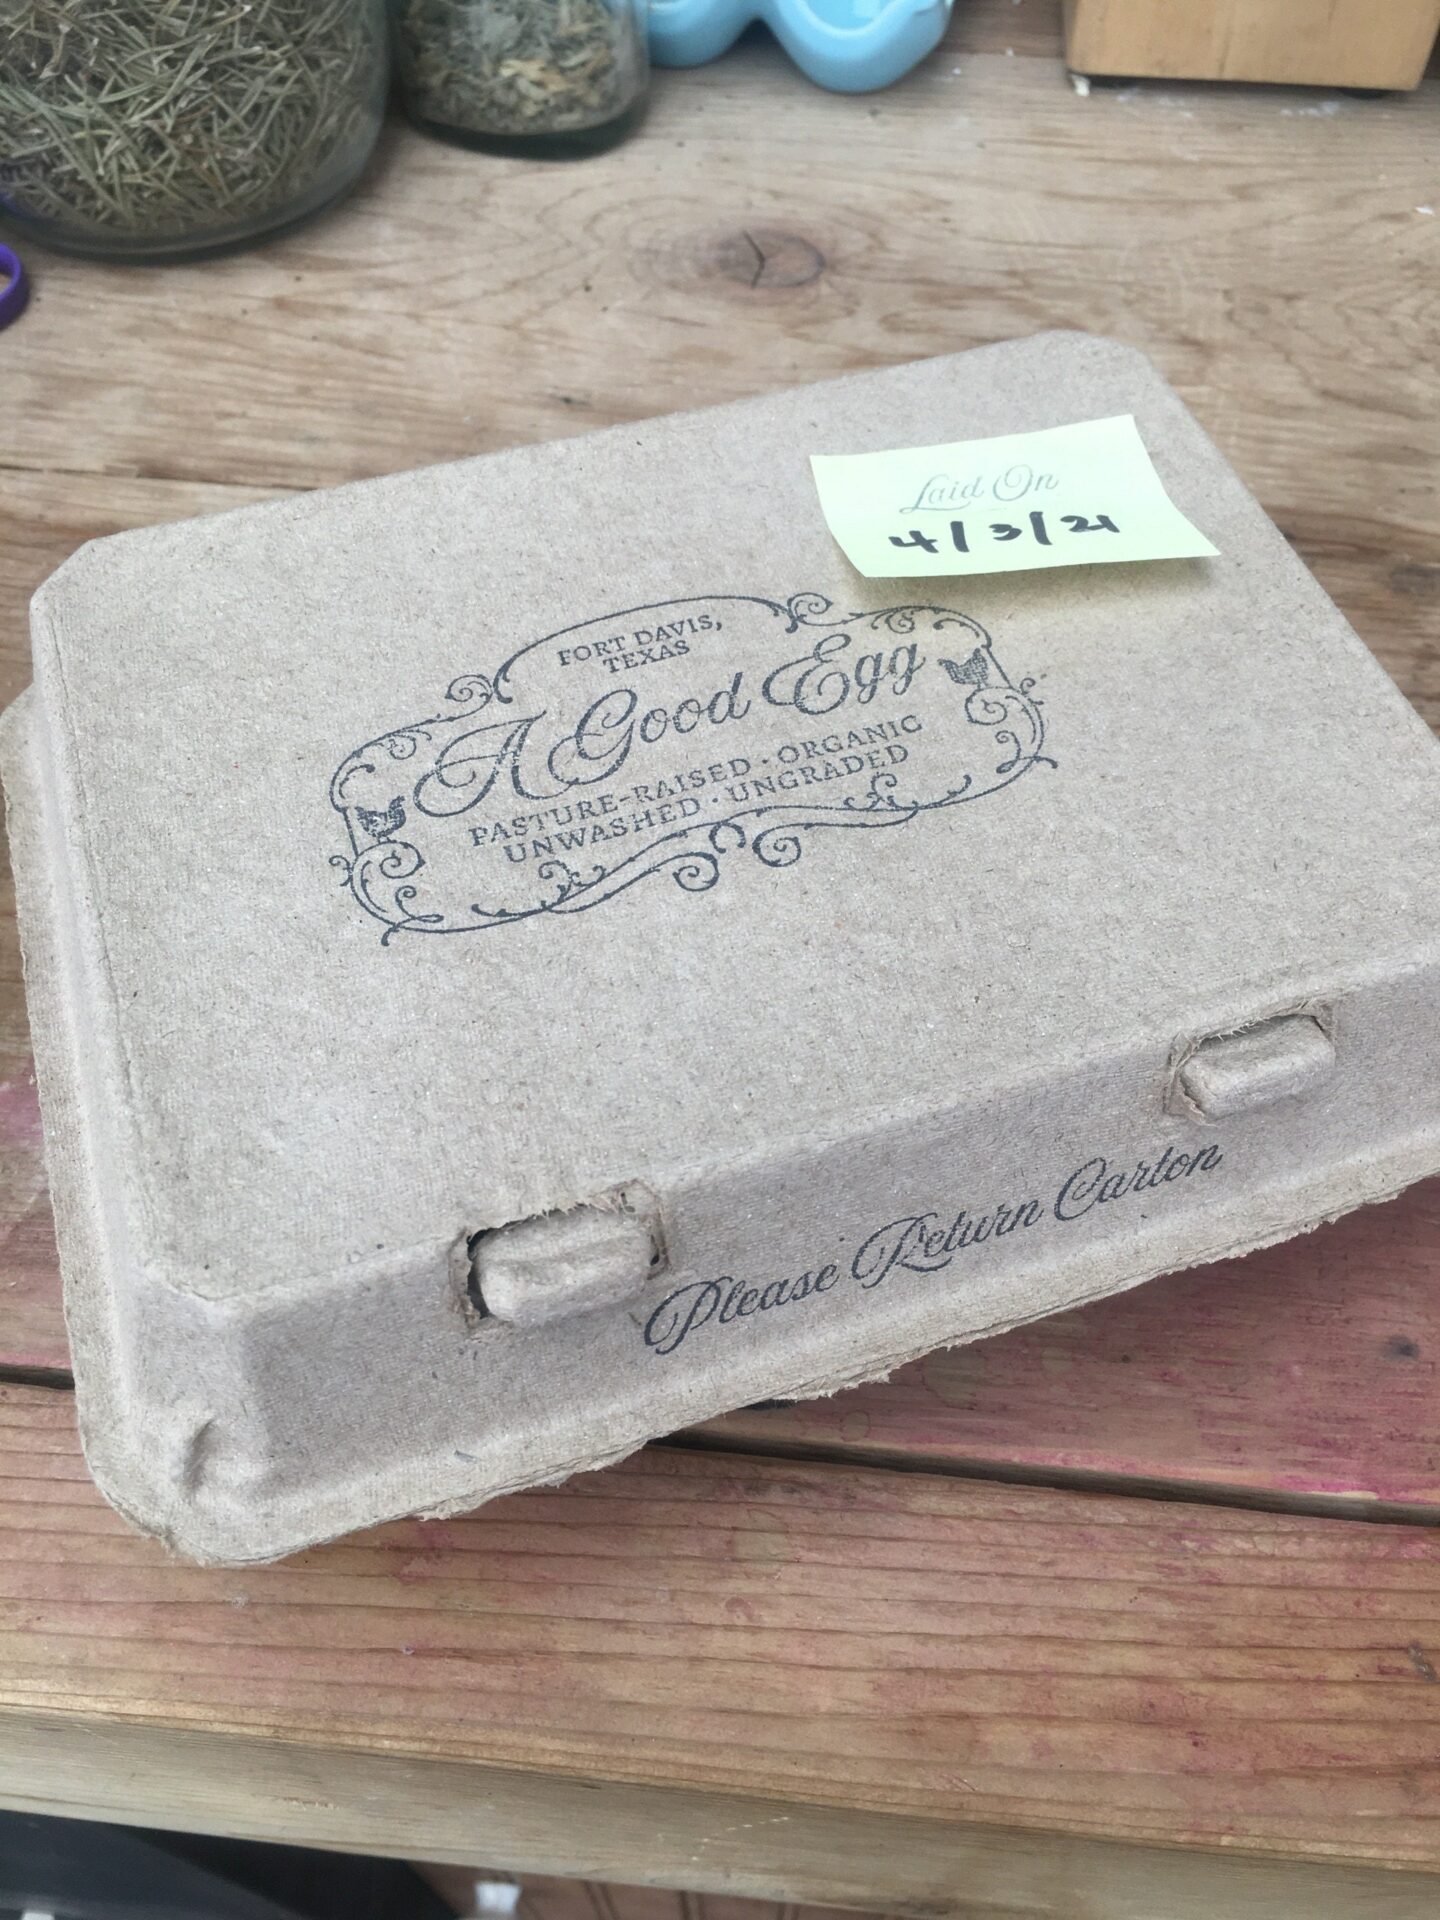 Laid On
4/3/21
FORT DAVIS,
TEXAS
A Good Egg
PASTURE-RAISED · ORGANIC
UNWASHED · UNGRADED
Please Return Carton